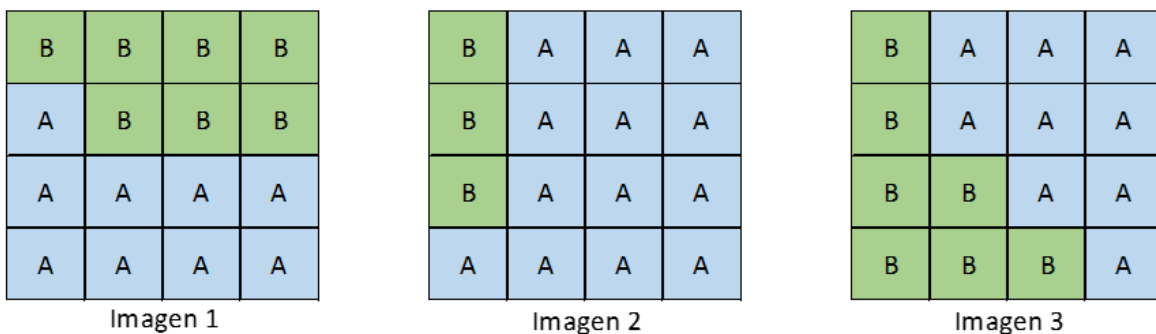 B B B B B A A A B A A A
A B B B B A A A B A A A
A A A A B A A A B B A A
A A A A A A A A B B B A
Imagen 1 Imagen 2 Imagen 3